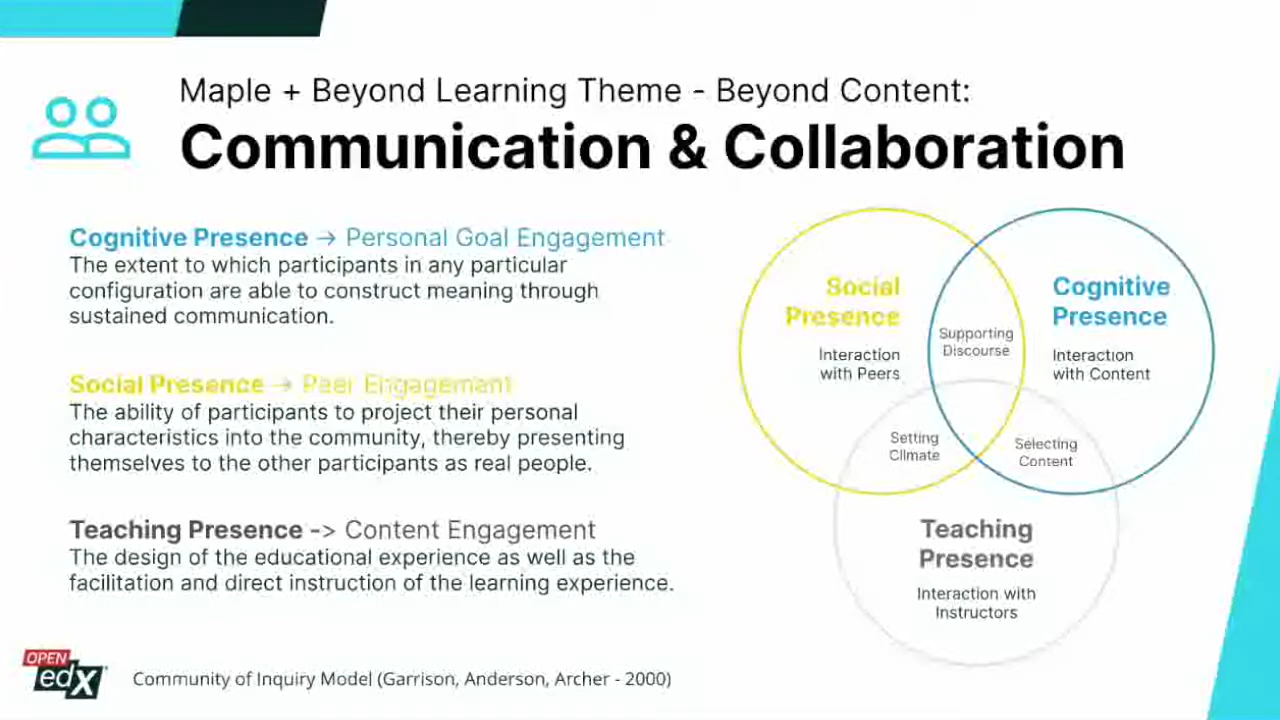 Maple + Beyond Learning Theme - Beyond Content:
Communication & Collaboration
Cognitive Presence → Personal Goal Engagement
The extent to which participants in any particular
configuration are able to construct meaning through
sustained communication.
Social Presence → Peer Engagement
The ability of participants to project their personal
characteristics into the community, thereby presenting
themselves to the other participants as real people.
Teaching Presence -> Content Engagement
The design of the educational experience as well as the
facilitation and direct instruction of the learning experience.
Social
Presence
Interaction
with Peers
Supporting
Discourse
Cognitive
Presence
Interaction
with Content
Setting
Climate
Selecting
Content
Teaching
Presence
Interaction with
Instructors
OPEN
edX
Community of Inquiry Model (Garrison, Anderson, Archer - 2000)